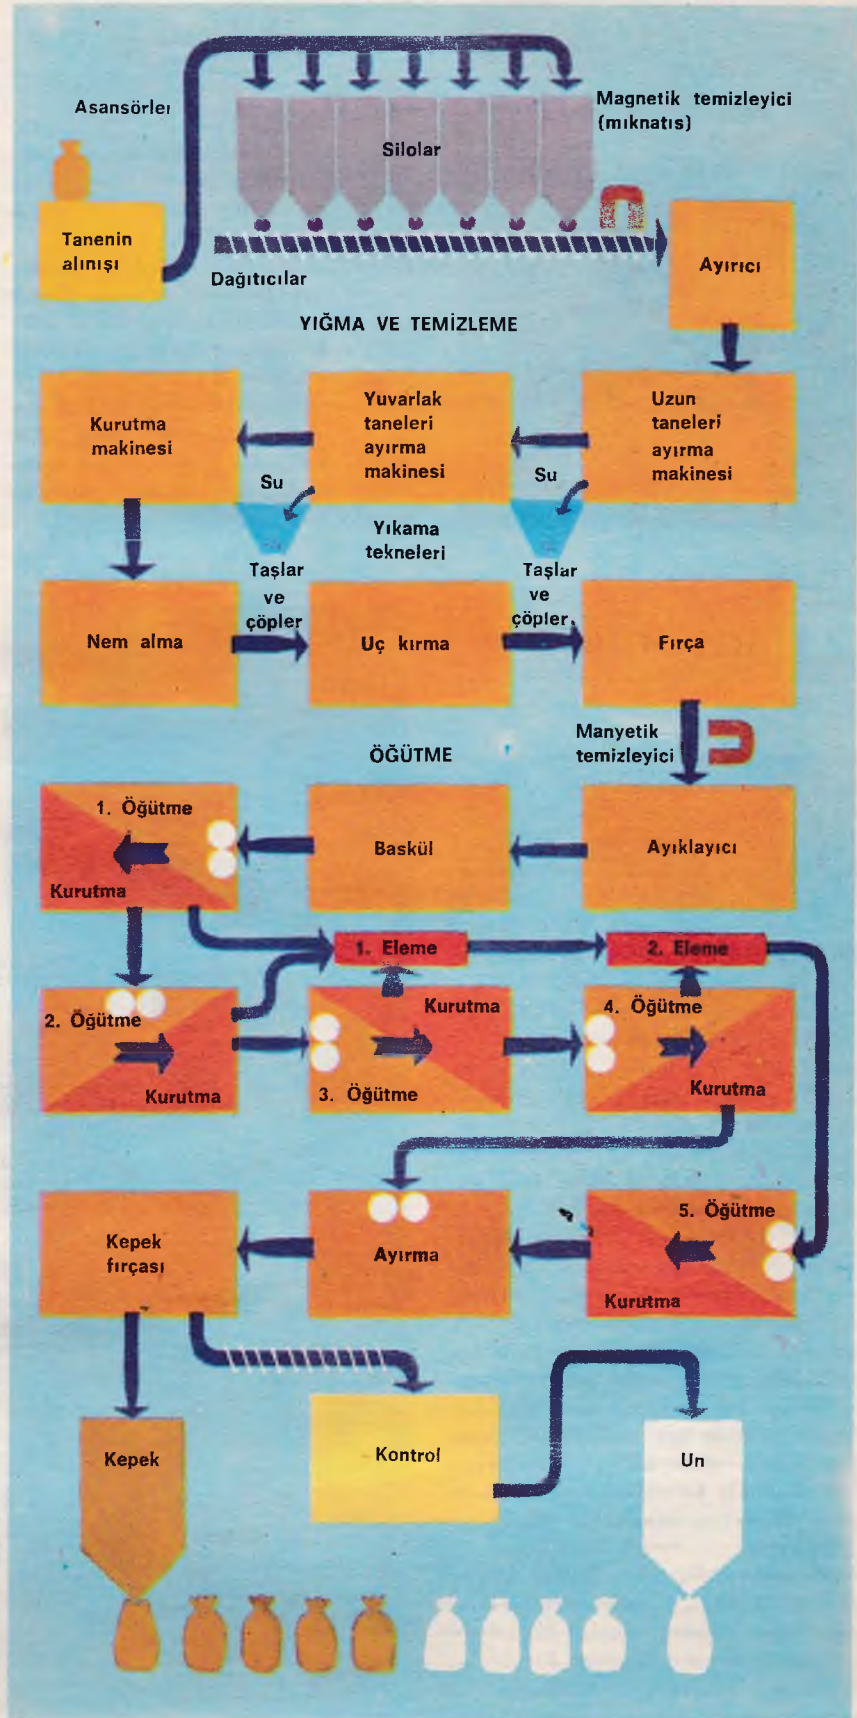 Asansörler
Magnetik temizleyici
(mıknatıs)
Silolar
Tanenin
alınışı
Ayırıcı
Dağıtıcılar
YIĞMA VE TEMİZLEME
Kurutma
makinesi
Yuvarlak
taneleri
ayırma
makinesi
Uzun
taneleri
ayırma
makinesi
Su
Su
Yıkama
tekneleri
Taşlar
ve
çöpler
Taşlar
ve
çöpler
Nem alma
Uç kırma
Fırça
Manyetik
temizleyici
ÖĞÜTME
1. Öğütme
Kurutma
Baskül
Ayıklayıcı
1. Eleme
2. Eleme
2. Öğütme
Kurutma
Kurutma
3. Öğütme
4. Öğütme
Kurutma
Kepek
fırçası
Ayırma
5. Öğütme
Kurutma
Kepek
Kontrol
Un